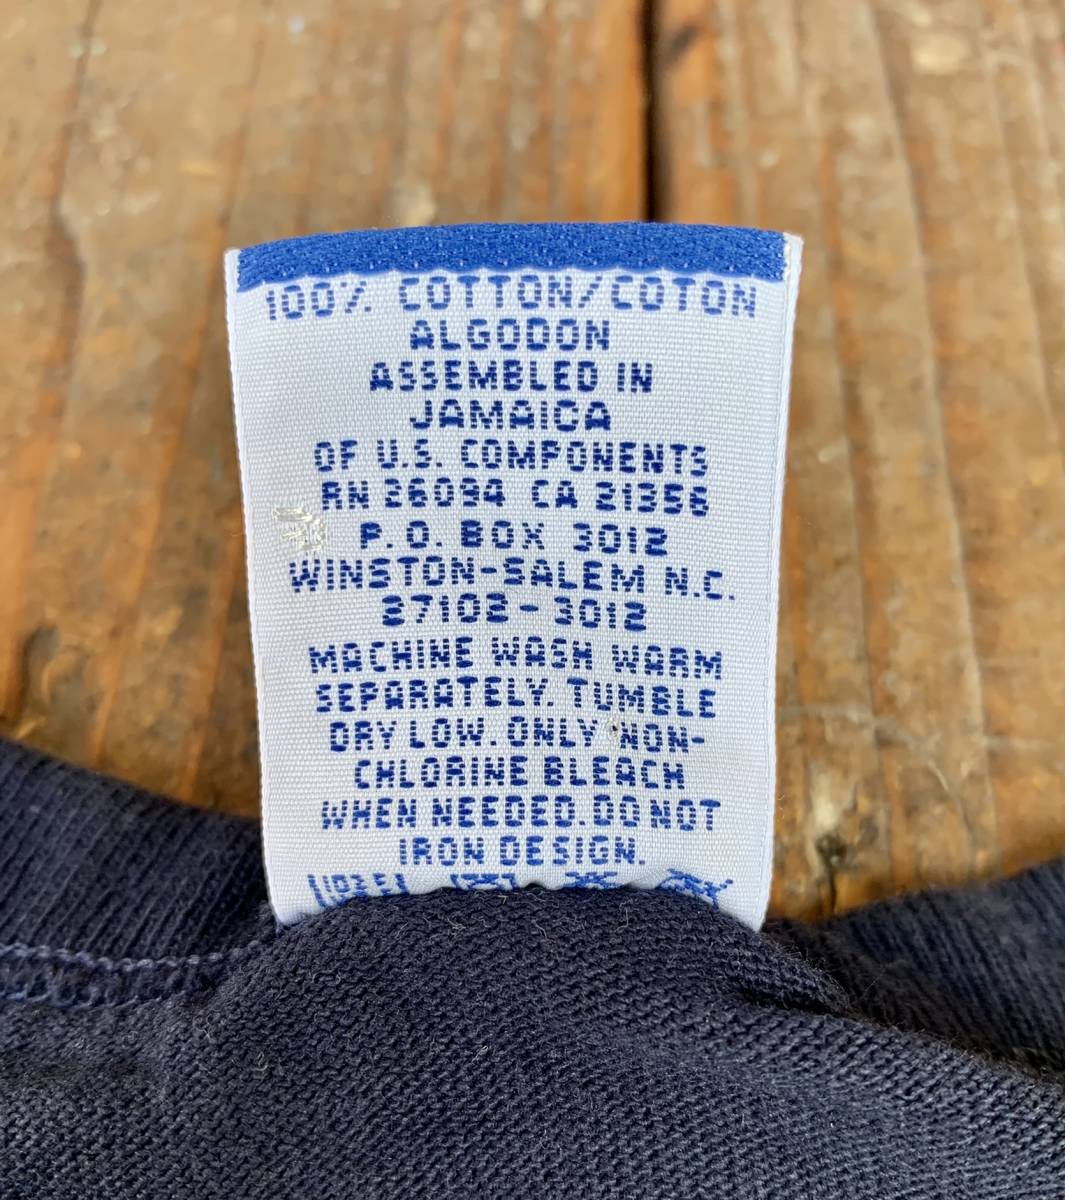 100% COTTON/COTON
ALGODON
ASSEMBLED IN
JAMAICA
OF U.S. COMPONENTS
RN 26094 CA 21356
P.O. BOX 3012
WINSTON-SALEM N.C.
27102-3012
MACHINE WASH WARM
SEPARATELY. TUMBLE
DRY LOW. ONLY NON-
CHLORINE BLEACH
WHEN NEEDED. DO NOT
IRON DESIGN.